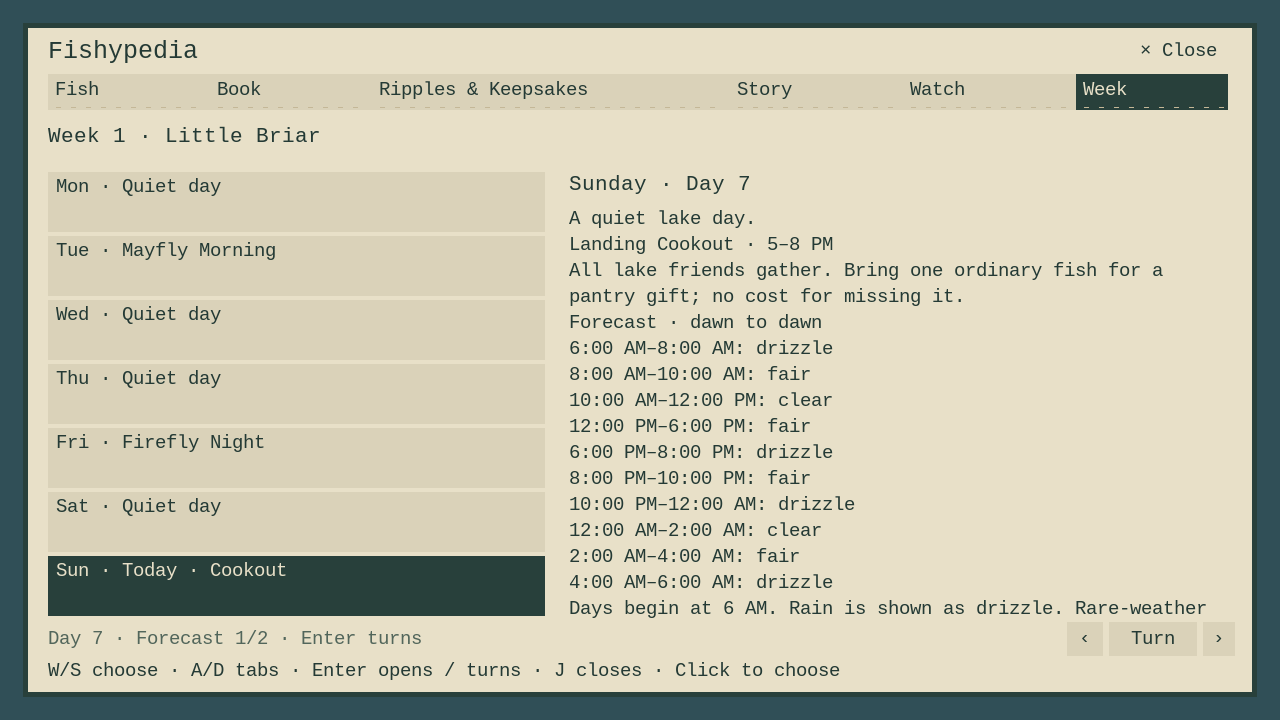 Fishypedia
× Close
Fish Book Ripples & Keepsakes Story Watch Week
Week 1 · Little Briar
Mon · Quiet day
Tue · Mayfly Morning
Wed · Quiet day
Thu · Quiet day
Fri · Firefly Night
Sat · Quiet day
Sun · Today · Cookout
Sunday · Day 7
A quiet lake day.
Landing Cookout · 5–8 PM
All lake friends gather. Bring one ordinary fish for a
pantry gift; no cost for missing it.
Forecast · dawn to dawn
6:00 AM–8:00 AM: drizzle
8:00 AM–10:00 AM: fair
10:00 AM–12:00 PM: clear
12:00 PM–6:00 PM: fair
6:00 PM–8:00 PM: drizzle
8:00 PM–10:00 PM: fair
10:00 PM–12:00 AM: drizzle
12:00 AM–2:00 AM: clear
2:00 AM–4:00 AM: fair
4:00 AM–6:00 AM: drizzle
Days begin at 6 AM. Rain is shown as drizzle. Rare-weather
Day 7 · Forecast 1/2 · Enter turns
‹ Turn ›
W/S choose · A/D tabs · Enter opens / turns · J closes · Click to choose